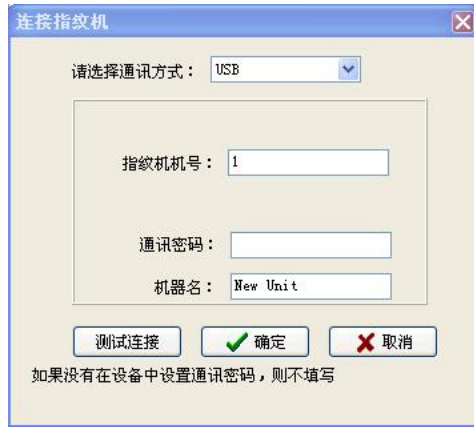 连接指纹机
请选择通讯方式： USB
指纹机机号： 1
通讯密码：
机器名： New Unit
测试连接 确定 取消
如果没有在设备中设置通讯密码，则不填写